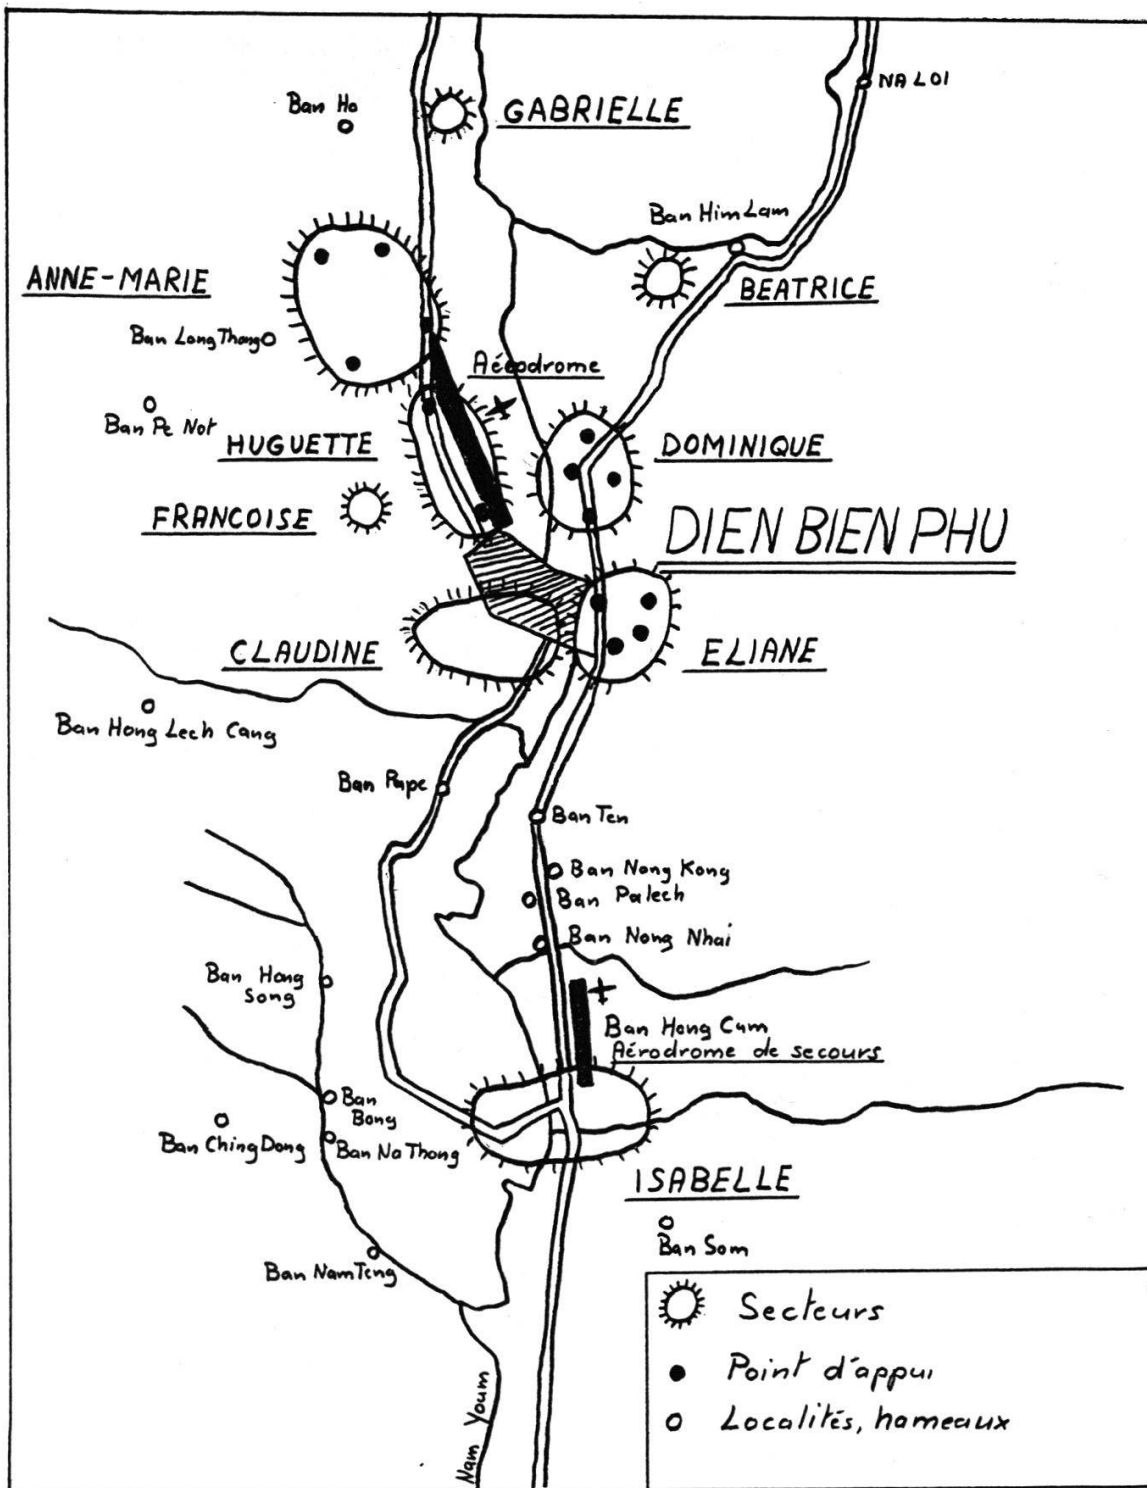 NA LOI
Ban Ho
GABRIELLE
Ban Him Lam
ANNE-MARIE
BEATRICE
Ban Long Thong
Aérodrome
Ban Pe Not
HUGUETTE
DOMINIQUE
FRANCOISE
DIEN BIEN PHU
CLAUDINE
ELIANE
Ban Hong Lech Cang
Ban Pape
Ban Ten
Ban Nong Kong
Ban Palech
Ban Nong Nhai
Ban Hong
Song
Ban Hong Cum
Aérodrome de secours
Ban
Bong
Ban Ching Dong
Ban Na Thong
ISABELLE
Ban Som
Ban Nam Teng
Secteurs
Point d'appui
Localités, hameaux
Nam Youm